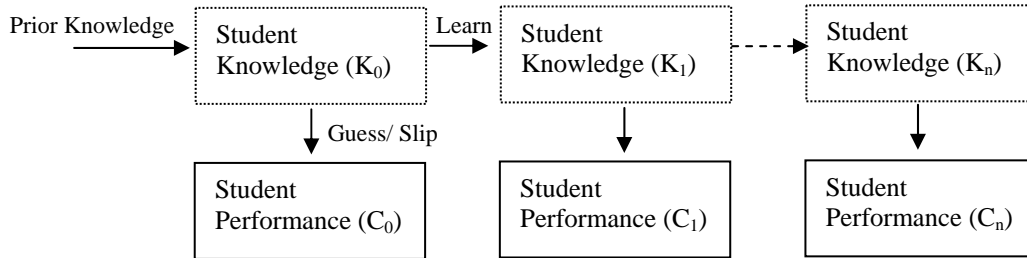 Prior Knowledge
Student
Knowledge (K0)
Learn
Student
Knowledge (K1)
Student
Knowledge (Kn)
Guess/ Slip
Student
Performance (C0)
Student
Performance (C1)
Student
Performance (Cn)